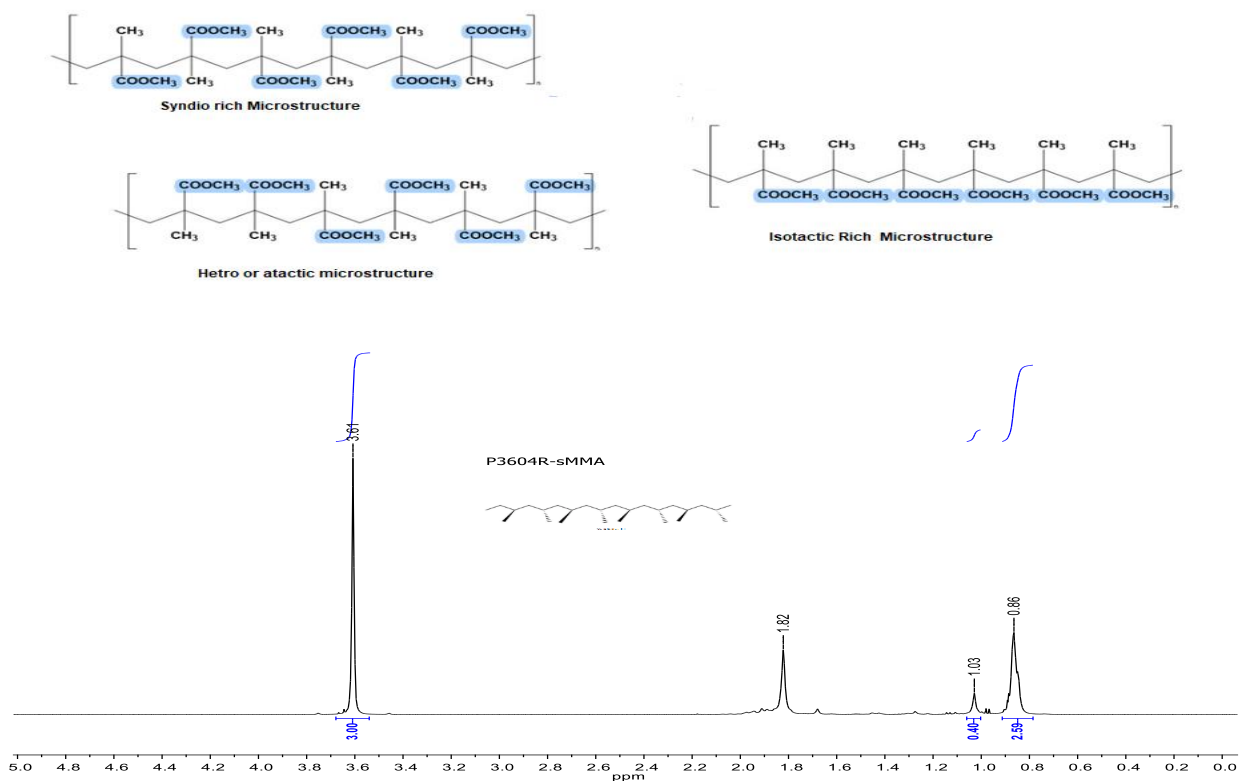 CH3 COOCH3 CH3 COOCH3 CH3 COOCH3
COOCH3 CH3 COOCH3 CH3 COOCH3 CH3
n
Syndio rich Microstructure
COOCH3 COOCH3 CH3 COOCH3 CH3 COOCH3
CH3 CH3 COOCH3 CH3 COOCH3 CH3
n
Hetro or atactic microstructure
CH3 CH3 CH3 CH3 CH3 CH3
COOCH3 COOCH3 COOCH3 COOCH3 COOCH3 COOCH3
n
Isotactic Rich Microstructure
3.61
P3604R-sMMA
1.82
1.03
0.86
3.00
0.40
2.59
5.0 4.8 4.6 4.4 4.2 4.0 3.8 3.6 3.4 3.2 3.0 2.8 2.6 2.4 2.2 2.0 1.8 1.6 1.4 1.2 1.0 0.8 0.6 0.4 0.2 0.0
ppm